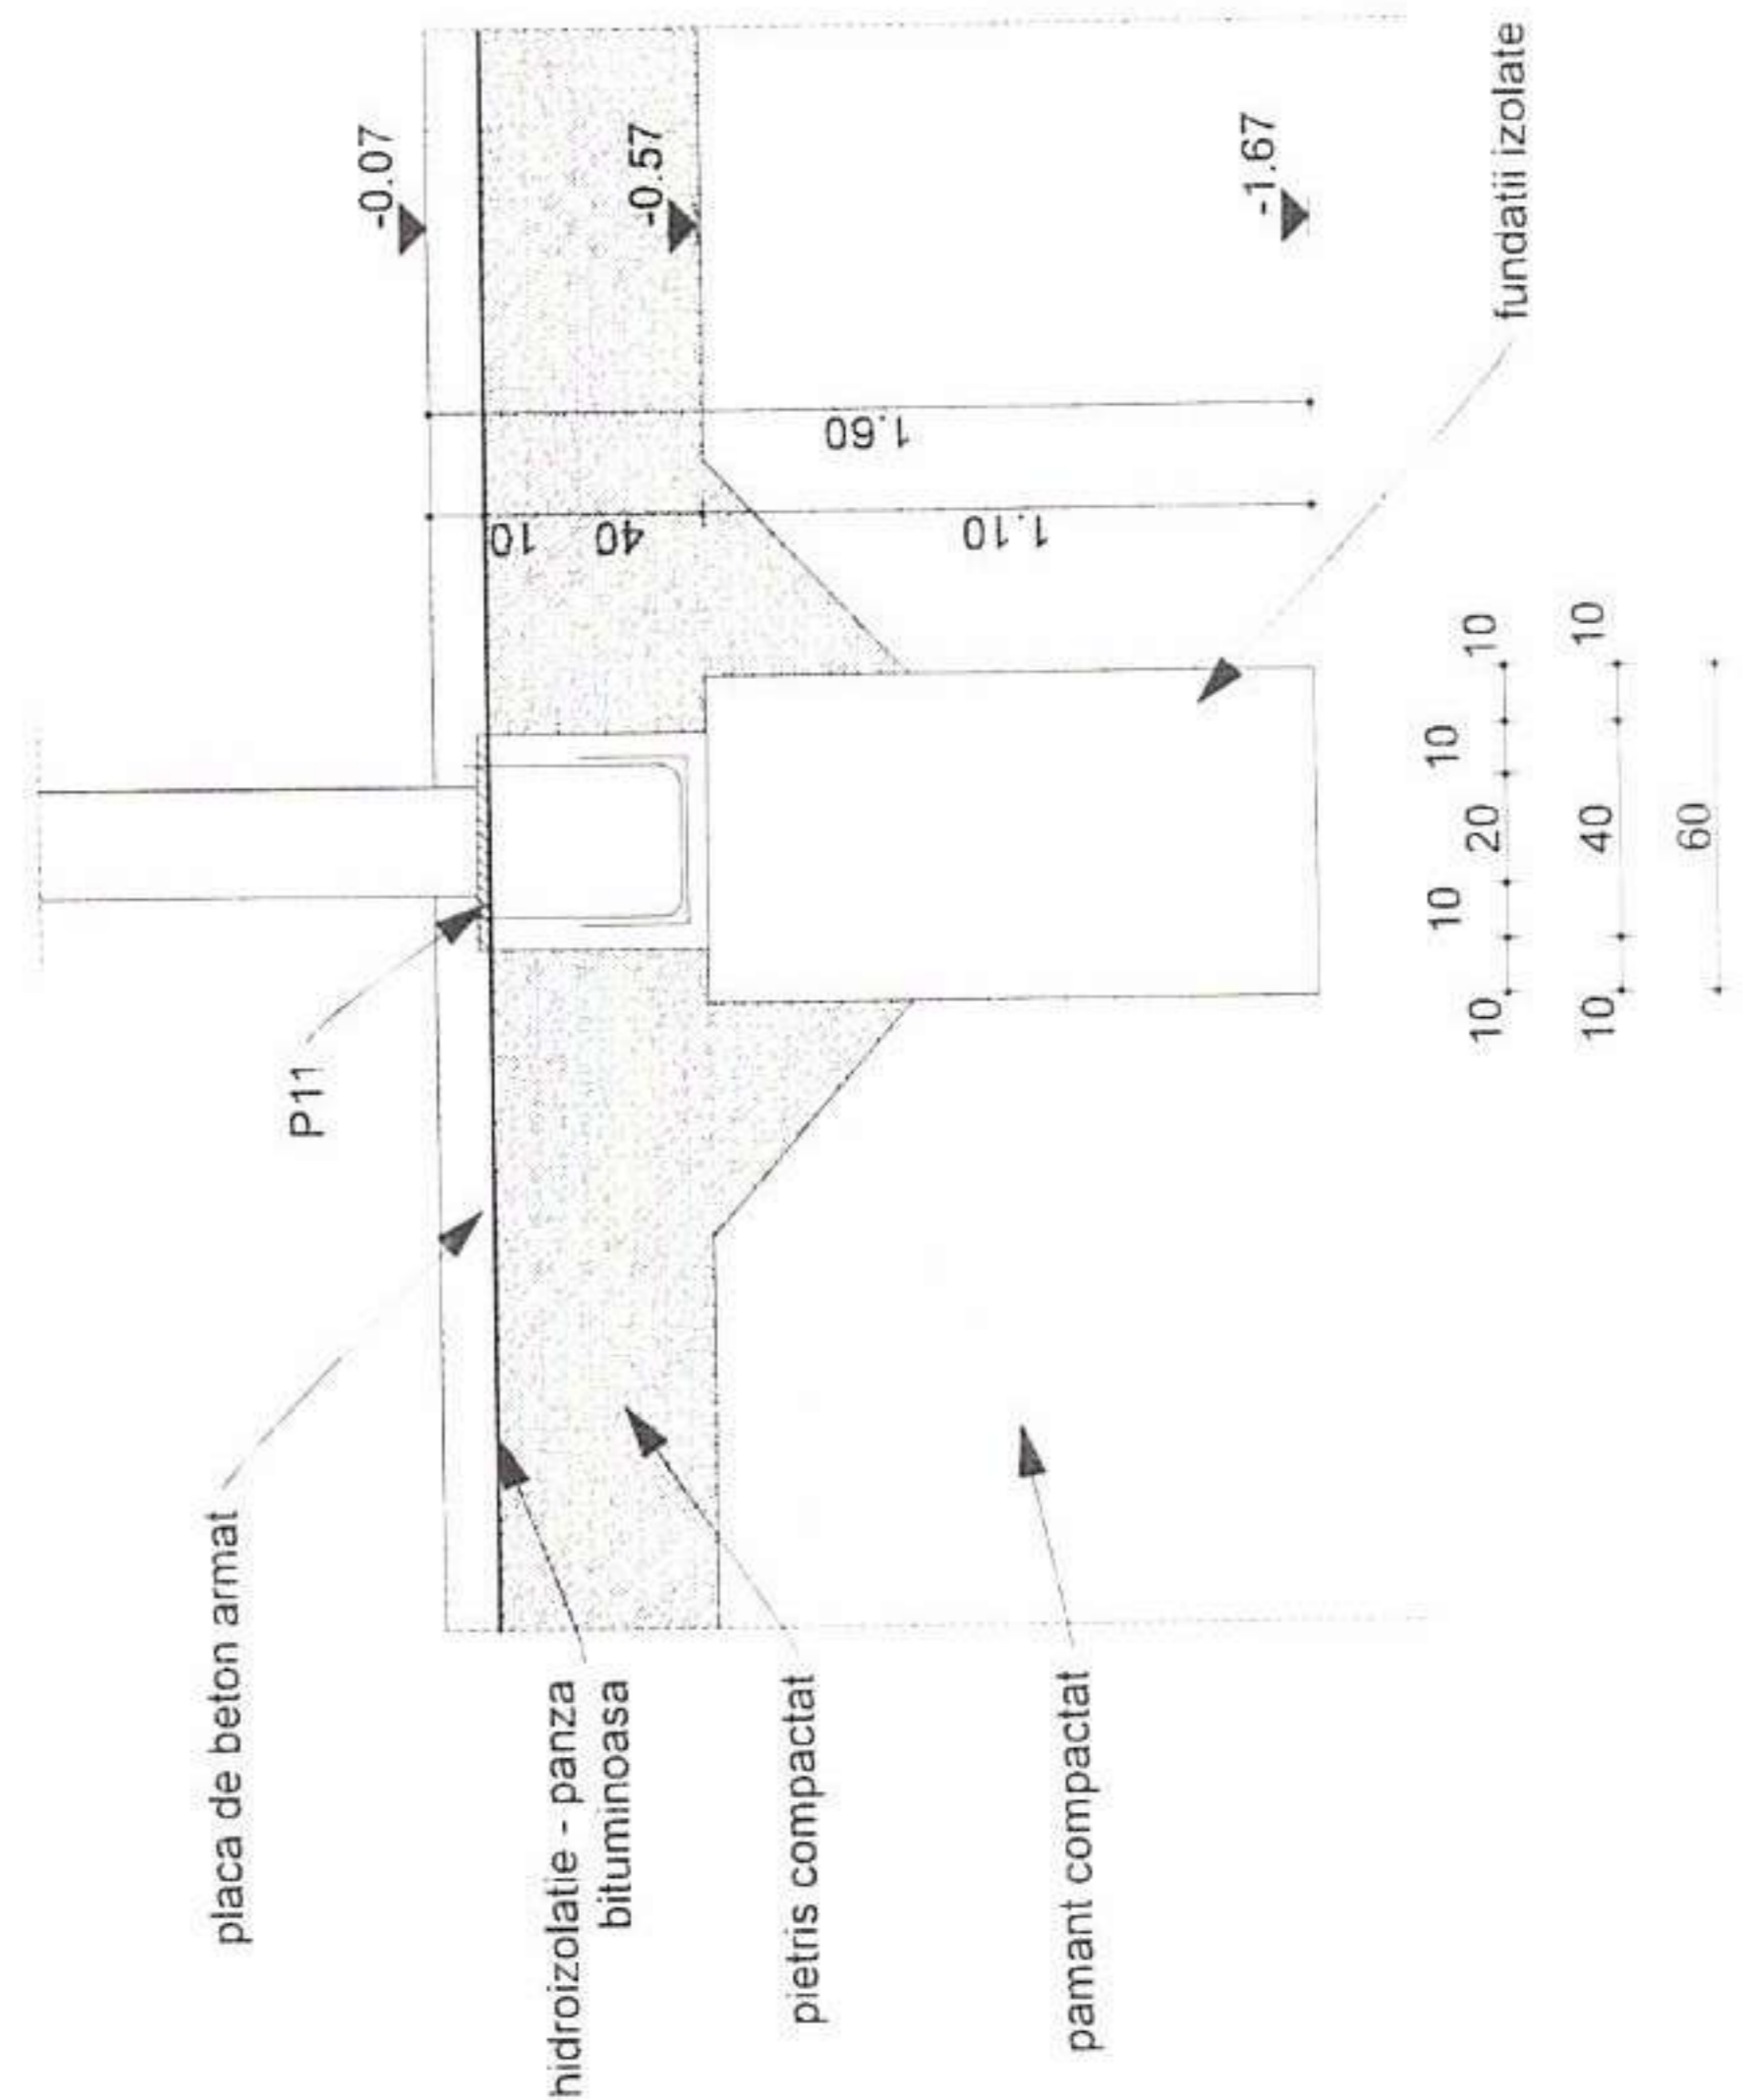 placa de beton armat
P11
-0.07
hidroizolatie - panza
bituminoasa
-0.57
pietris compactat
10
40
1.60
1.10
pamant compactat
-1.67
fundatii izolate
10
10
20
10
10
10
40
10
60